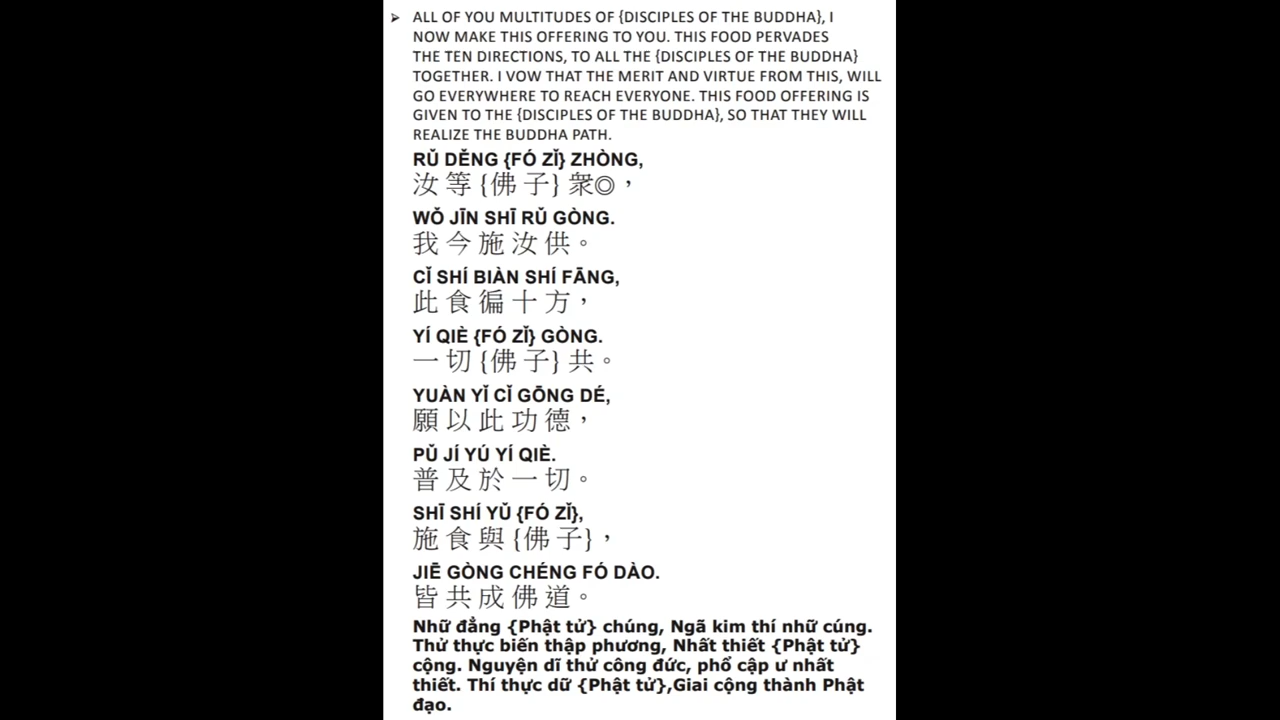 ➢ ALL OF YOU MULTITUDES OF {DISCIPLES OF THE BUDDHA}, I
NOW MAKE THIS OFFERING TO YOU. THIS FOOD PERVADES
THE TEN DIRECTIONS, TO ALL THE {DISCIPLES OF THE BUDDHA}
TOGETHER. I VOW THAT THE MERIT AND VIRTUE FROM THIS, WILL
GO EVERYWHERE TO REACH EVERYONE. THIS FOOD OFFERING IS
GIVEN TO THE {DISCIPLES OF THE BUDDHA}, SO THAT THEY WILL
REALIZE THE BUDDHA PATH.
RǓ DĚNG {FÓ ZǏ} ZHÒNG,
汝 等 {佛 子} 衆◎，
WǑ JĪN SHĪ RǓ GÒNG.
我 今 施 汝 供。
CǏ SHÍ BIÀN SHÍ FĀNG,
此 食 徧 十 方，
YÍ QIÈ {FÓ ZǏ} GÒNG.
一 切 {佛 子} 共。
YUÀN YǏ CǏ GŌNG DÉ,
願 以 此 功 德，
PǓ JÍ YÚ YÍ QIÈ.
普 及 於 一 切。
SHĪ SHÍ YǓ {FÓ ZǏ},
施 食 與 {佛 子}，
JIĒ GÒNG CHÉNG FÓ DÀO.
皆 共 成 佛 道。
Nhữ đẳng {Phật tử} chúng, Ngã kim thí nhữ cúng.
Thử thực biến thập phương, Nhất thiết {Phật tử}
cộng. Nguyện dĩ thử công đức, phổ cập ư nhất
thiết. Thí thực dữ {Phật tử},Giai cộng thành Phật
đạo.